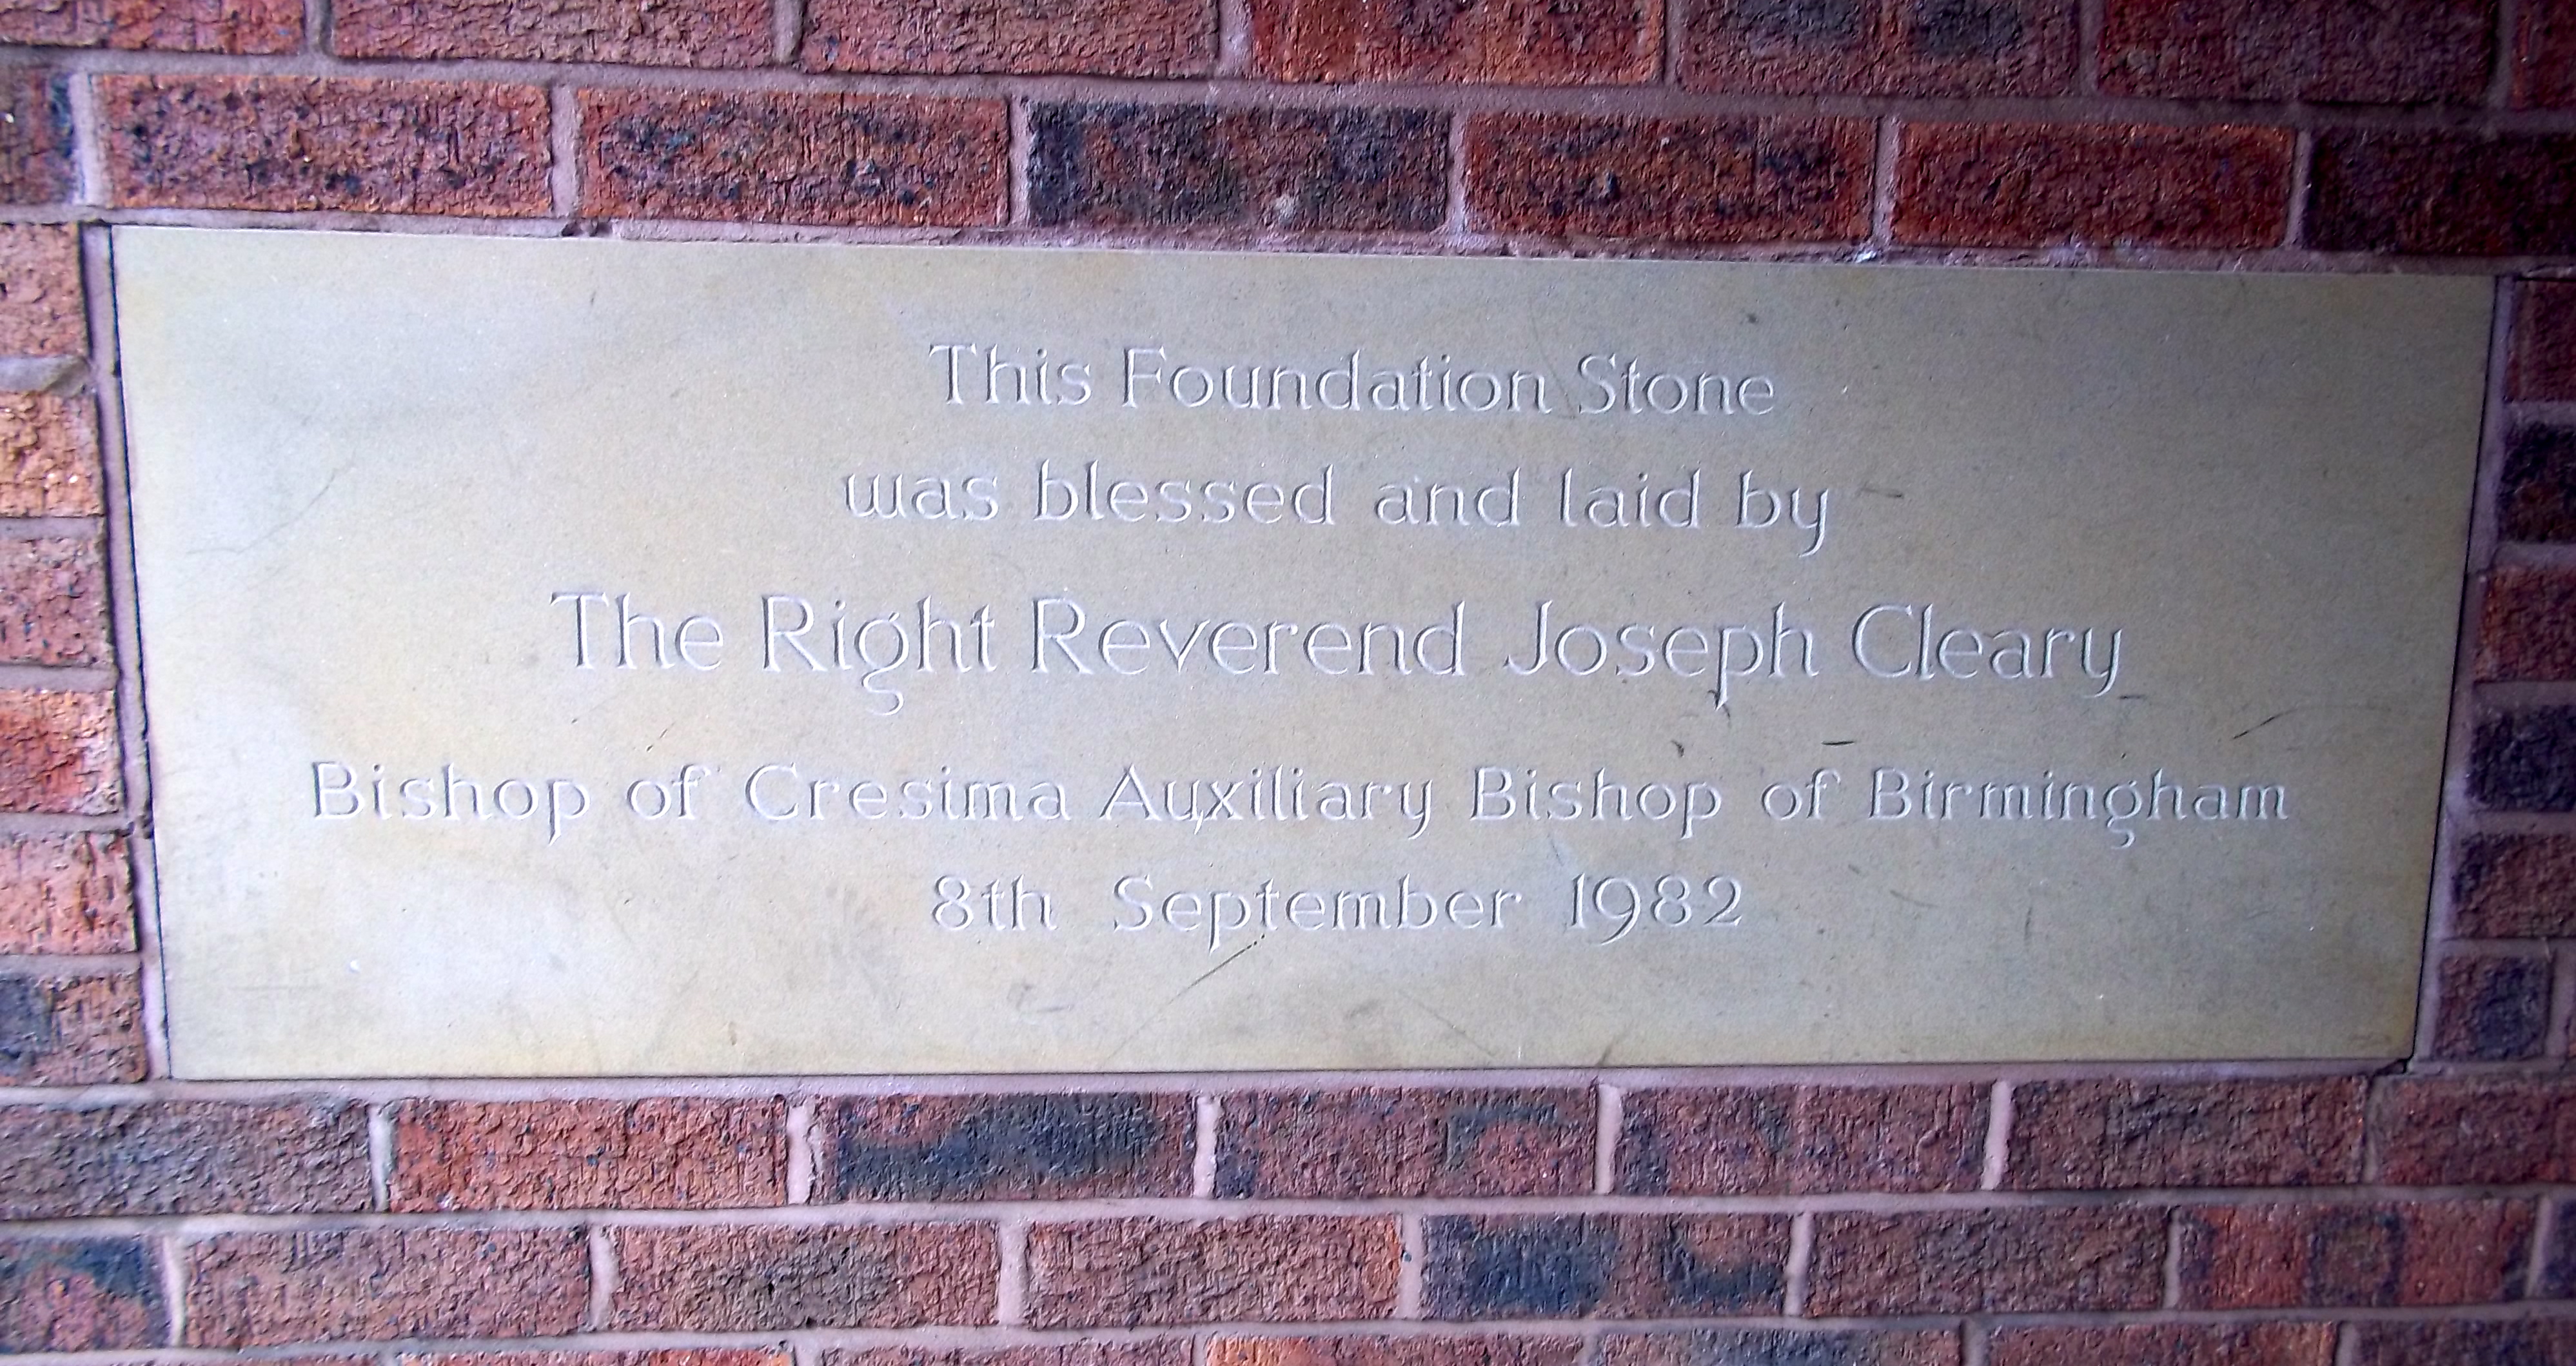 This Foundation Stone
was blessed and laid by
The Right Reverend Joseph Cleary
Bishop of Cresima Auxiliary Bishop of Birmingham
8th September 1982